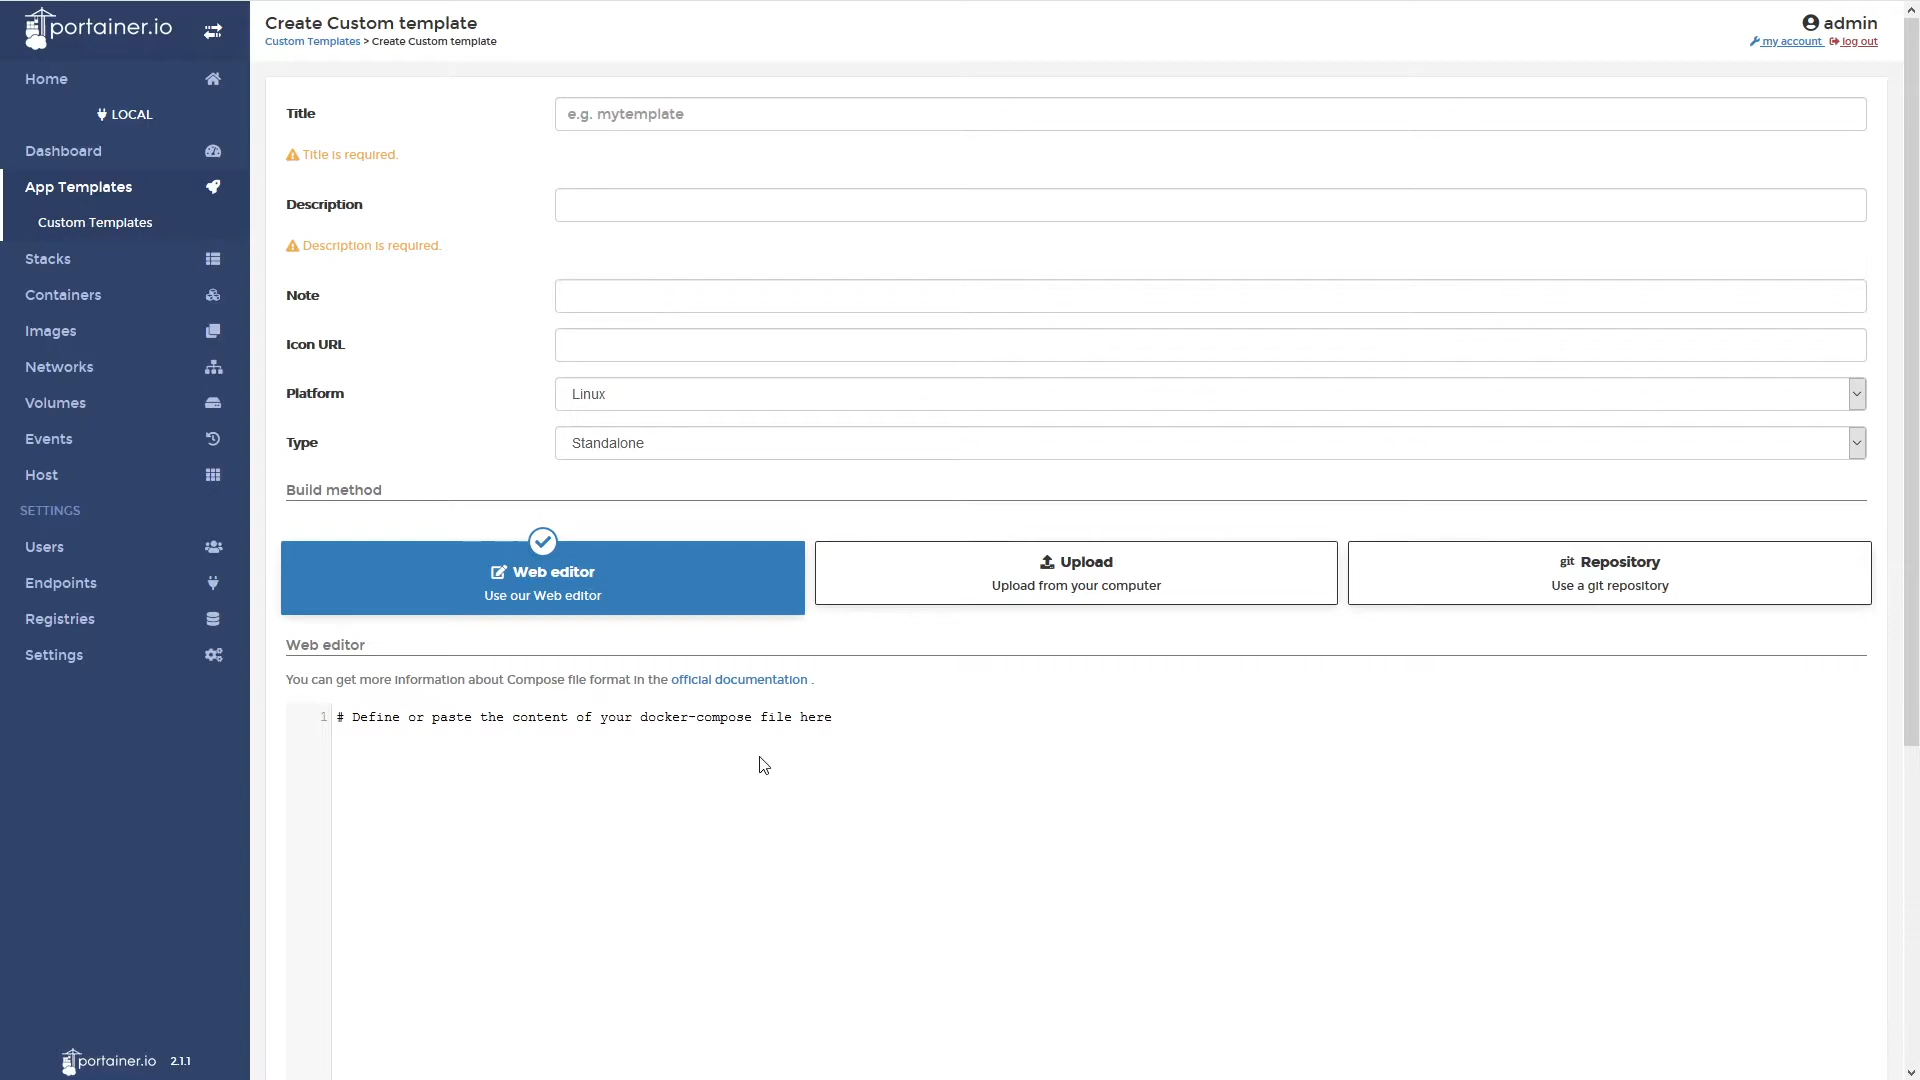 portainer.io
Home
LOCAL
Dashboard
App Templates
Custom Templates
Stacks
Containers
Images
Networks
Volumes
Events
Host
SETTINGS
Users
Endpoints
Registries
Settings
portainer.io 2.1.1
Create Custom template
Custom Templates > Create Custom template
admin
my account log out
Title
e.g. mytemplate
Title is required.
Description
Description is required.
Note
Icon URL
Platform
Linux
Type
Standalone
Build method
Web editor
Use our Web editor
Upload
Upload from your computer
git Repository
Use a git repository
Web editor
You can get more information about Compose file format in the official documentation .
1 # Define or paste the content of your docker-compose file here